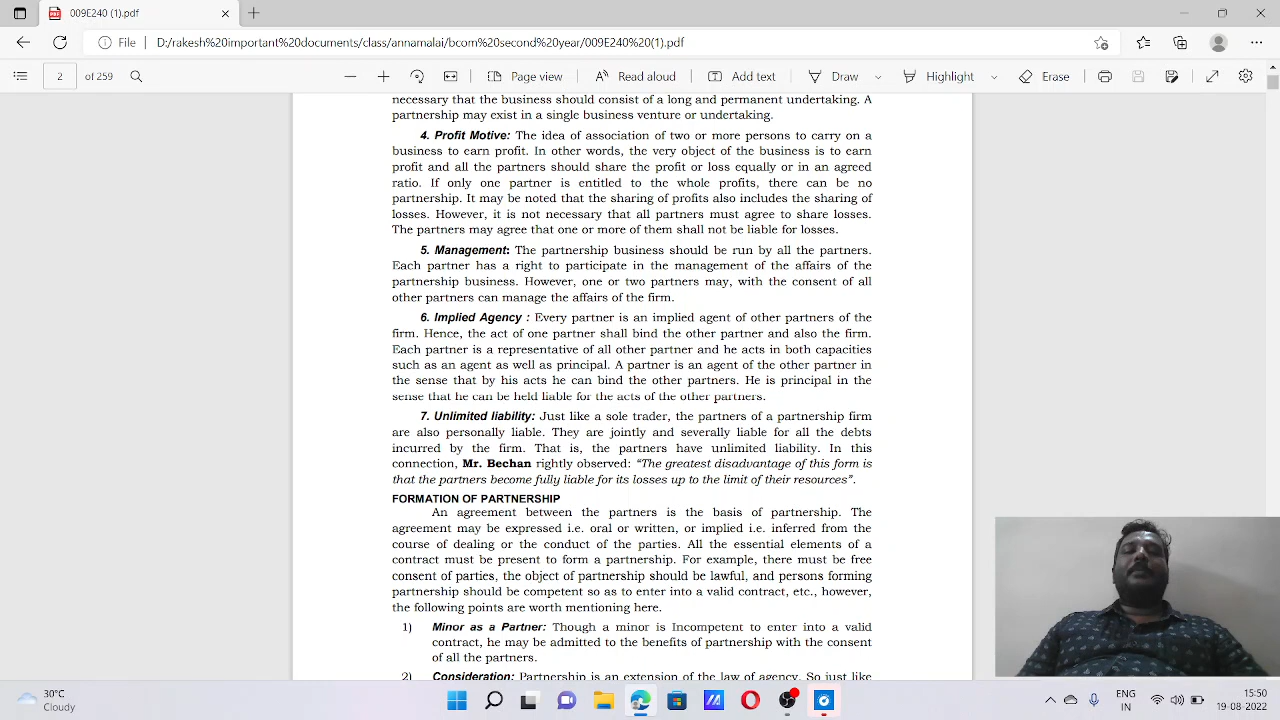 009E240 (1).pdf
File | D:/rakesh%20important%20documents/class/annamalai/bcom%20second%20year/009E240%20(1).pdf
2 of 259 Page view Read aloud Add text Draw Highlight Erase
necessary that the business should consist of a long and permanent undertaking. A
partnership may exist in a single business venture or undertaking.
4. Profit Motive: The idea of association of two or more persons to carry on a
business to earn profit. In other words, the very object of the business is to earn
profit and all the partners should share the profit or loss equally or in an agreed
ratio. If only one partner is entitled to the whole profits, there can be no
partnership. It may be noted that the sharing of profits also includes the sharing of
losses. However, it is not necessary that all partners must agree to share losses.
The partners may agree that one or more of them shall not be liable for losses.
5. Management: The partnership business should be run by all the partners.
Each partner has a right to participate in the management of the affairs of the
partnership business. However, one or two partners may, with the consent of all
other partners can manage the affairs of the firm.
6. Implied Agency : Every partner is an implied agent of other partners of the
firm. Hence, the act of one partner shall bind the other partner and also the firm.
Each partner is a representative of all other partner and he acts in both capacities
such as an agent as well as principal. A partner is an agent of the other partner in
the sense that by his acts he can bind the other partners. He is principal in the
sense that he can be held liable for the acts of the other partners.
7. Unlimited liability: Just like a sole trader, the partners of a partnership firm
are also personally liable. They are jointly and severally liable for all the debts
incurred by the firm. That is, the partners have unlimited liability. In this
connection, Mr. Bechan rightly observed: “The greatest disadvantage of this form is
that the partners become fully liable for its losses up to the limit of their resources”.
FORMATION OF PARTNERSHIP
An agreement between the partners is the basis of partnership. The
agreement may be expressed i.e. oral or written, or implied i.e. inferred from the
course of dealing or the conduct of the parties. All the essential elements of a
contract must be present to form a partnership. For example, there must be free
consent of parties, the object of partnership should be lawful, and persons forming
partnership should be competent so as to enter into a valid contract, etc., however,
the following points are worth mentioning here.
1) Minor as a Partner: Though a minor is Incompetent to enter into a valid
contract, he may be admitted to the benefits of partnership with the consent
of all the partners.
2) Consideration: Partnership is an extension of the law of agency. So just like
30°C
Cloudy
ENG
IN
15:50
19-08-2022